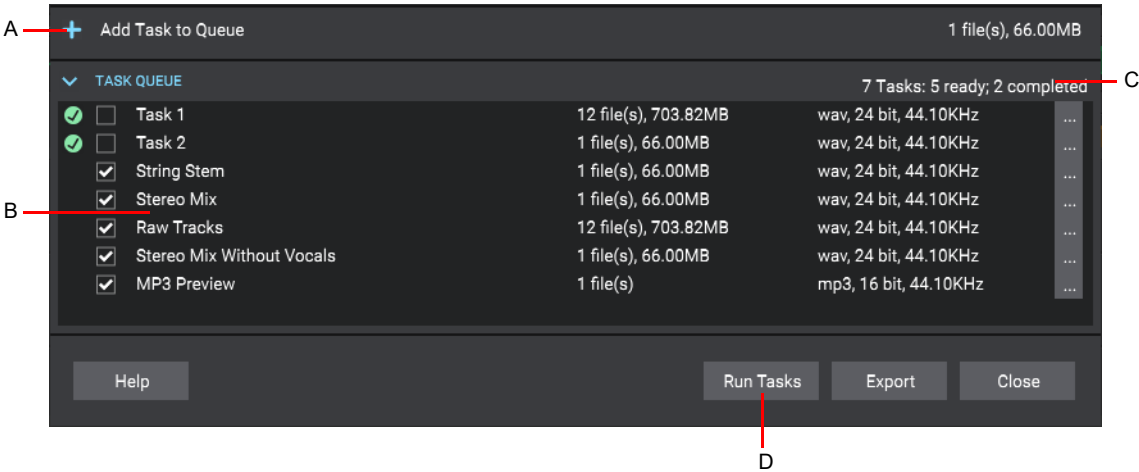 A Add Task to Queue 1 file(s), 66.00MB
TASK QUEUE 7 Tasks: 5 ready; 2 completed C
Task 1 12 file(s), 703.82MB wav, 24 bit, 44.10KHz ...
Task 2 1 file(s), 66.00MB wav, 24 bit, 44.10KHz ...
String Stem 1 file(s), 66.00MB wav, 24 bit, 44.10KHz ...
B Stereo Mix 1 file(s), 66.00MB wav, 24 bit, 44.10KHz ...
Raw Tracks 12 file(s), 703.82MB wav, 24 bit, 44.10KHz ...
Stereo Mix Without Vocals 1 file(s), 66.00MB wav, 24 bit, 44.10KHz ...
MP3 Preview 1 file(s) mp3, 16 bit, 44.10KHz ...
Help Run Tasks Export Close
D